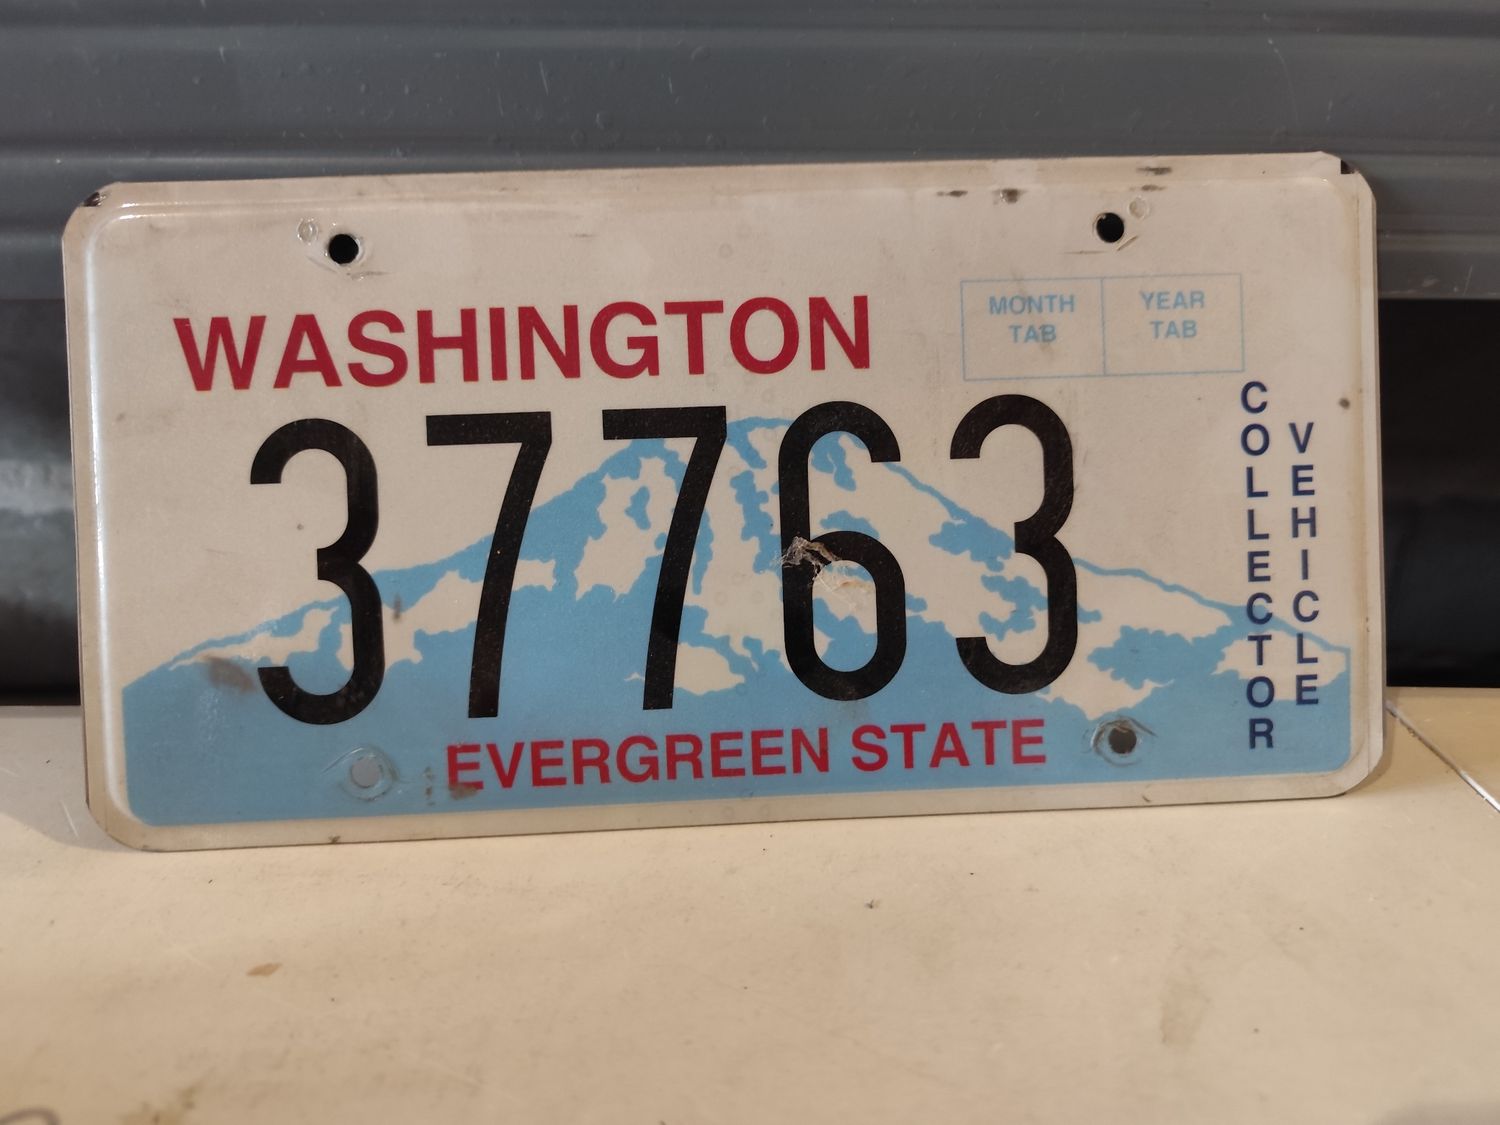 WASHINGTON
MONTH TAB
YEAR TAB
37763
COLLECTOR
VEHICLE
EVERGREEN STATE